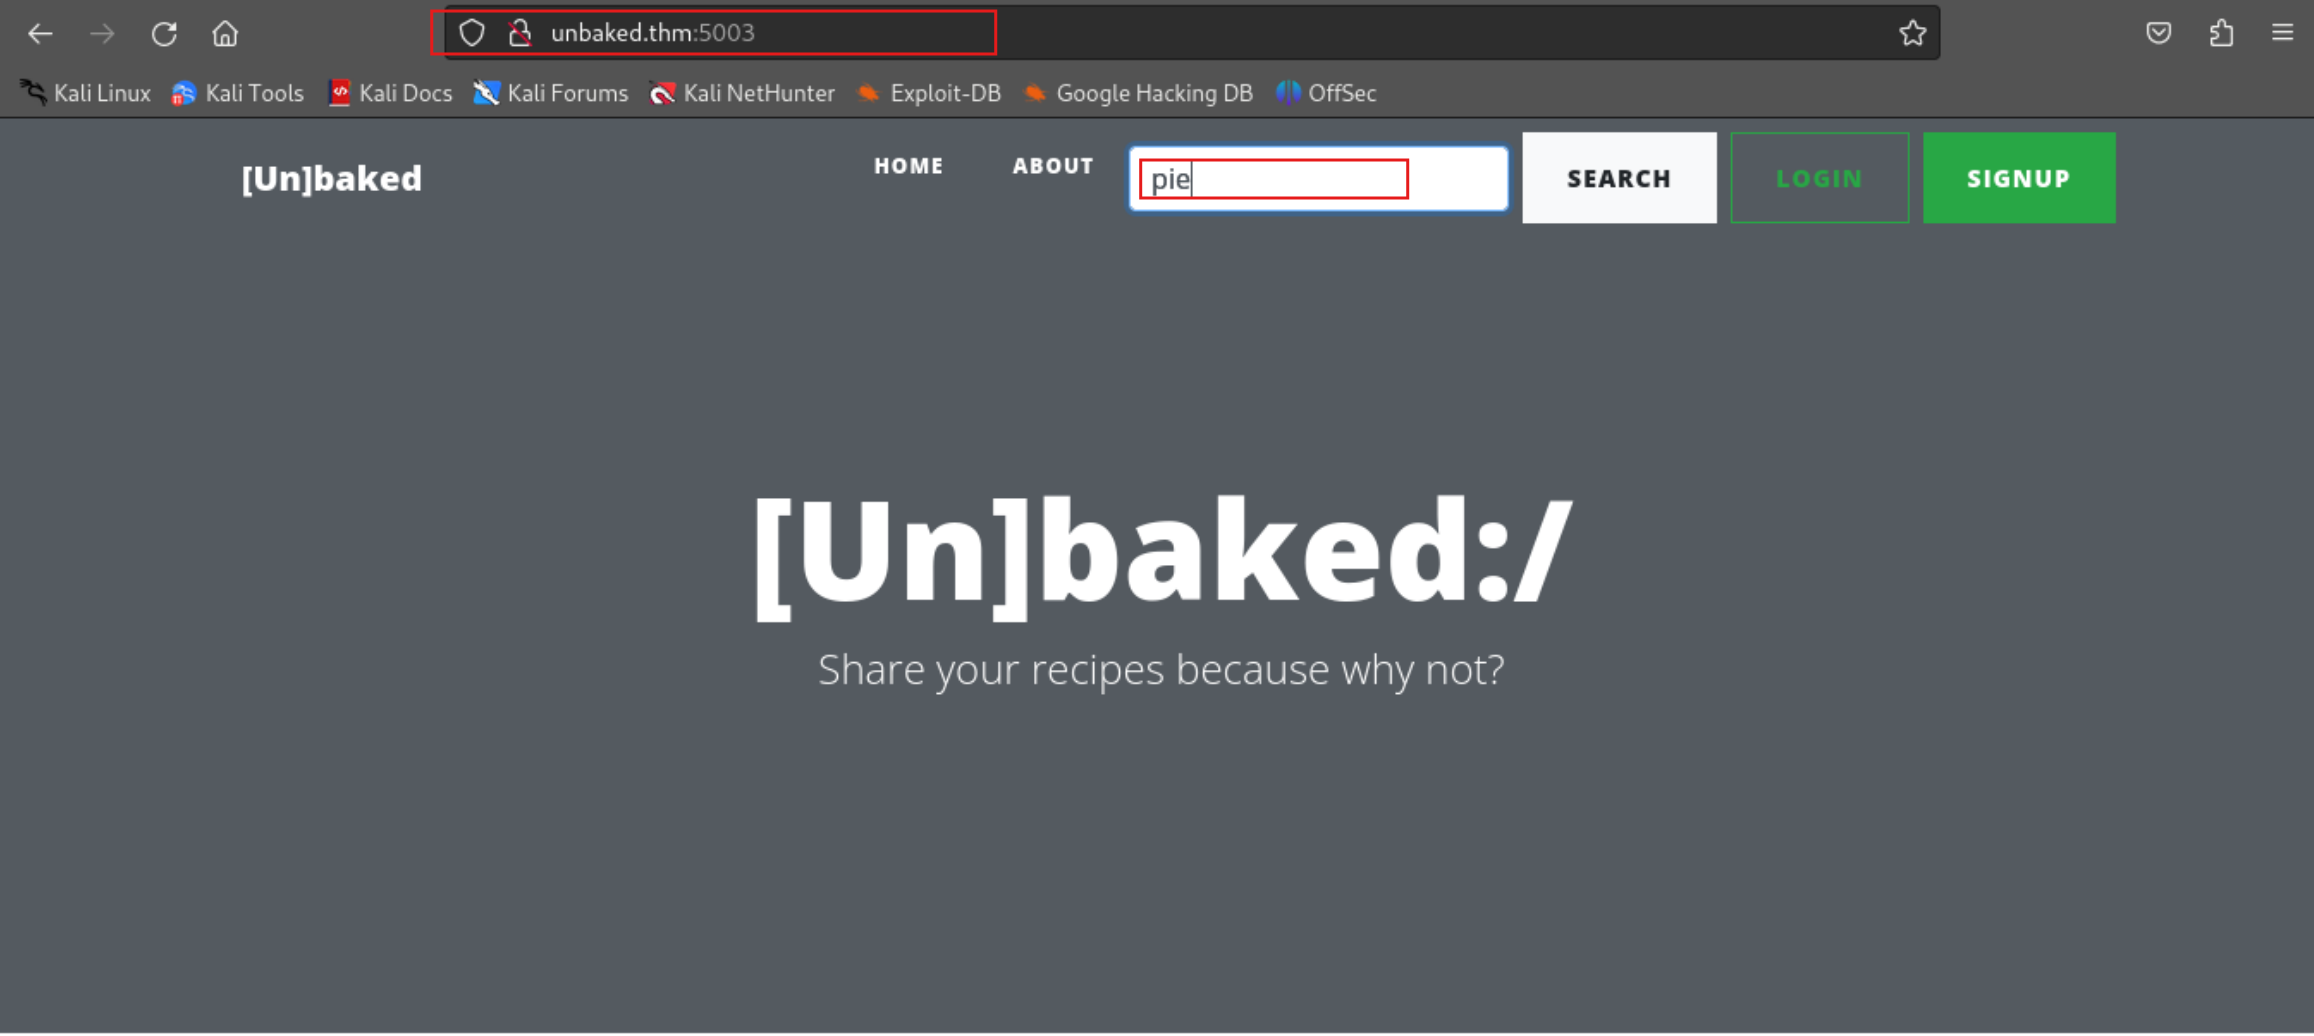 unbaked.thm:5003
Kali Linux Kali Tools Kali Docs Kali Forums Kali NetHunter Exploit-DB Google Hacking DB OffSec
[Un]baked HOME ABOUT pie SEARCH LOGIN SIGNUP
[Un]baked:/
Share your recipes because why not?